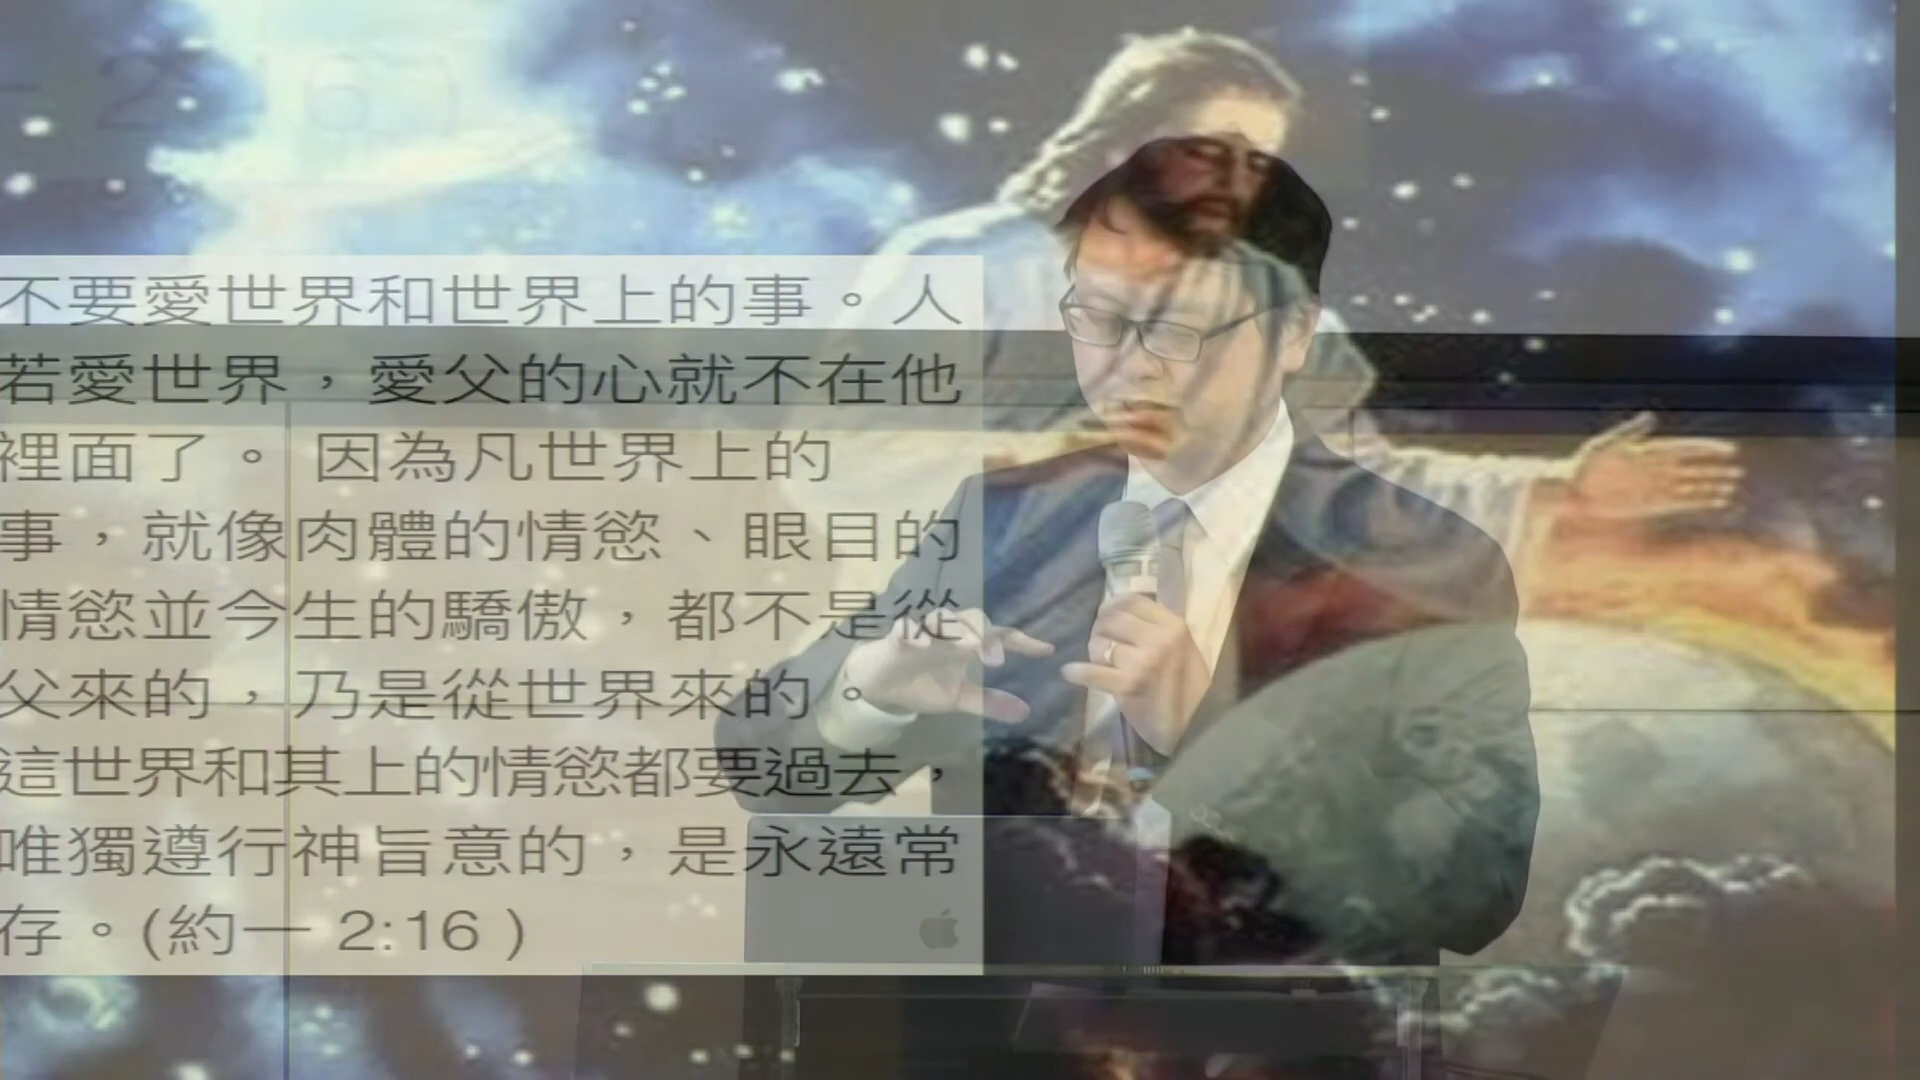 一 2:16 )
不要愛世界和世界上的事。人
若愛世界，愛父的心就不在他
裡面了。 因為凡世界上的
事，就像肉體的情慾、眼目的
情慾並今生的驕傲，都不是從
父來的，乃是從世界來的。
這世界和其上的情慾都要過去，
唯獨遵行神旨意的，是永遠常
存。(約一 2:16 )